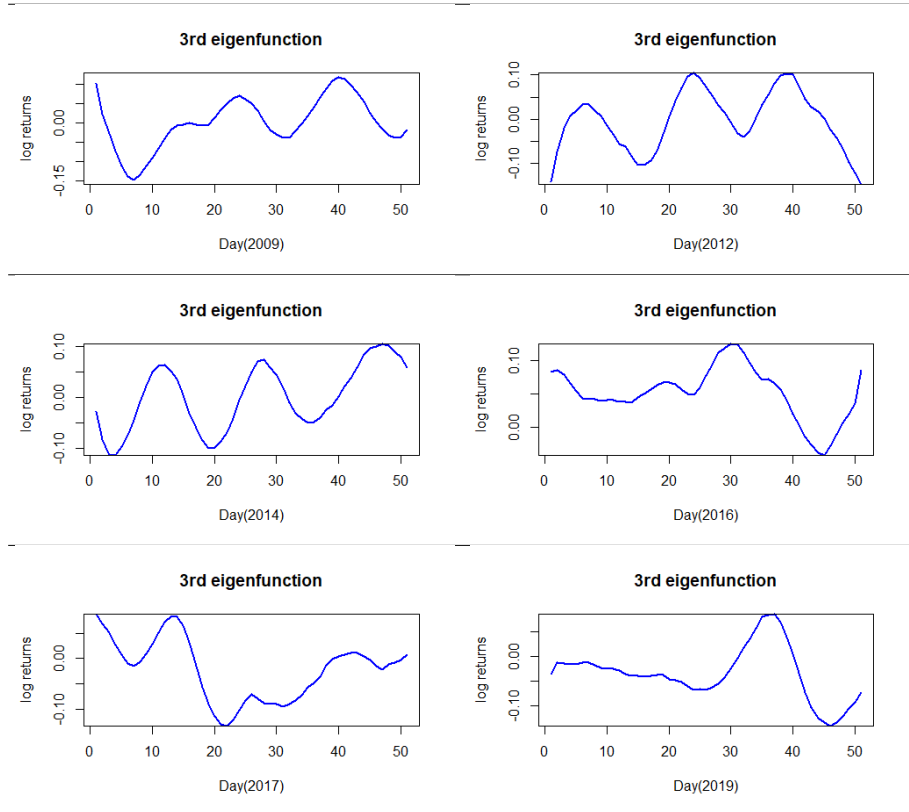 3rd eigenfunction
log returns
0.00
-0.15
0 10 20 30 40 50
Day(2009)
3rd eigenfunction
log returns
0.10
0.00
-0.10
0 10 20 30 40 50
Day(2012)
3rd eigenfunction
log returns
0.10
0.00
-0.10
0 10 20 30 40 50
Day(2014)
3rd eigenfunction
log returns
0.10
0.00
0 10 20 30 40 50
Day(2016)
3rd eigenfunction
log returns
0.00
-0.10
0 10 20 30 40 50
Day(2017)
3rd eigenfunction
log returns
0.00
-0.10
0 10 20 30 40 50
Day(2019)